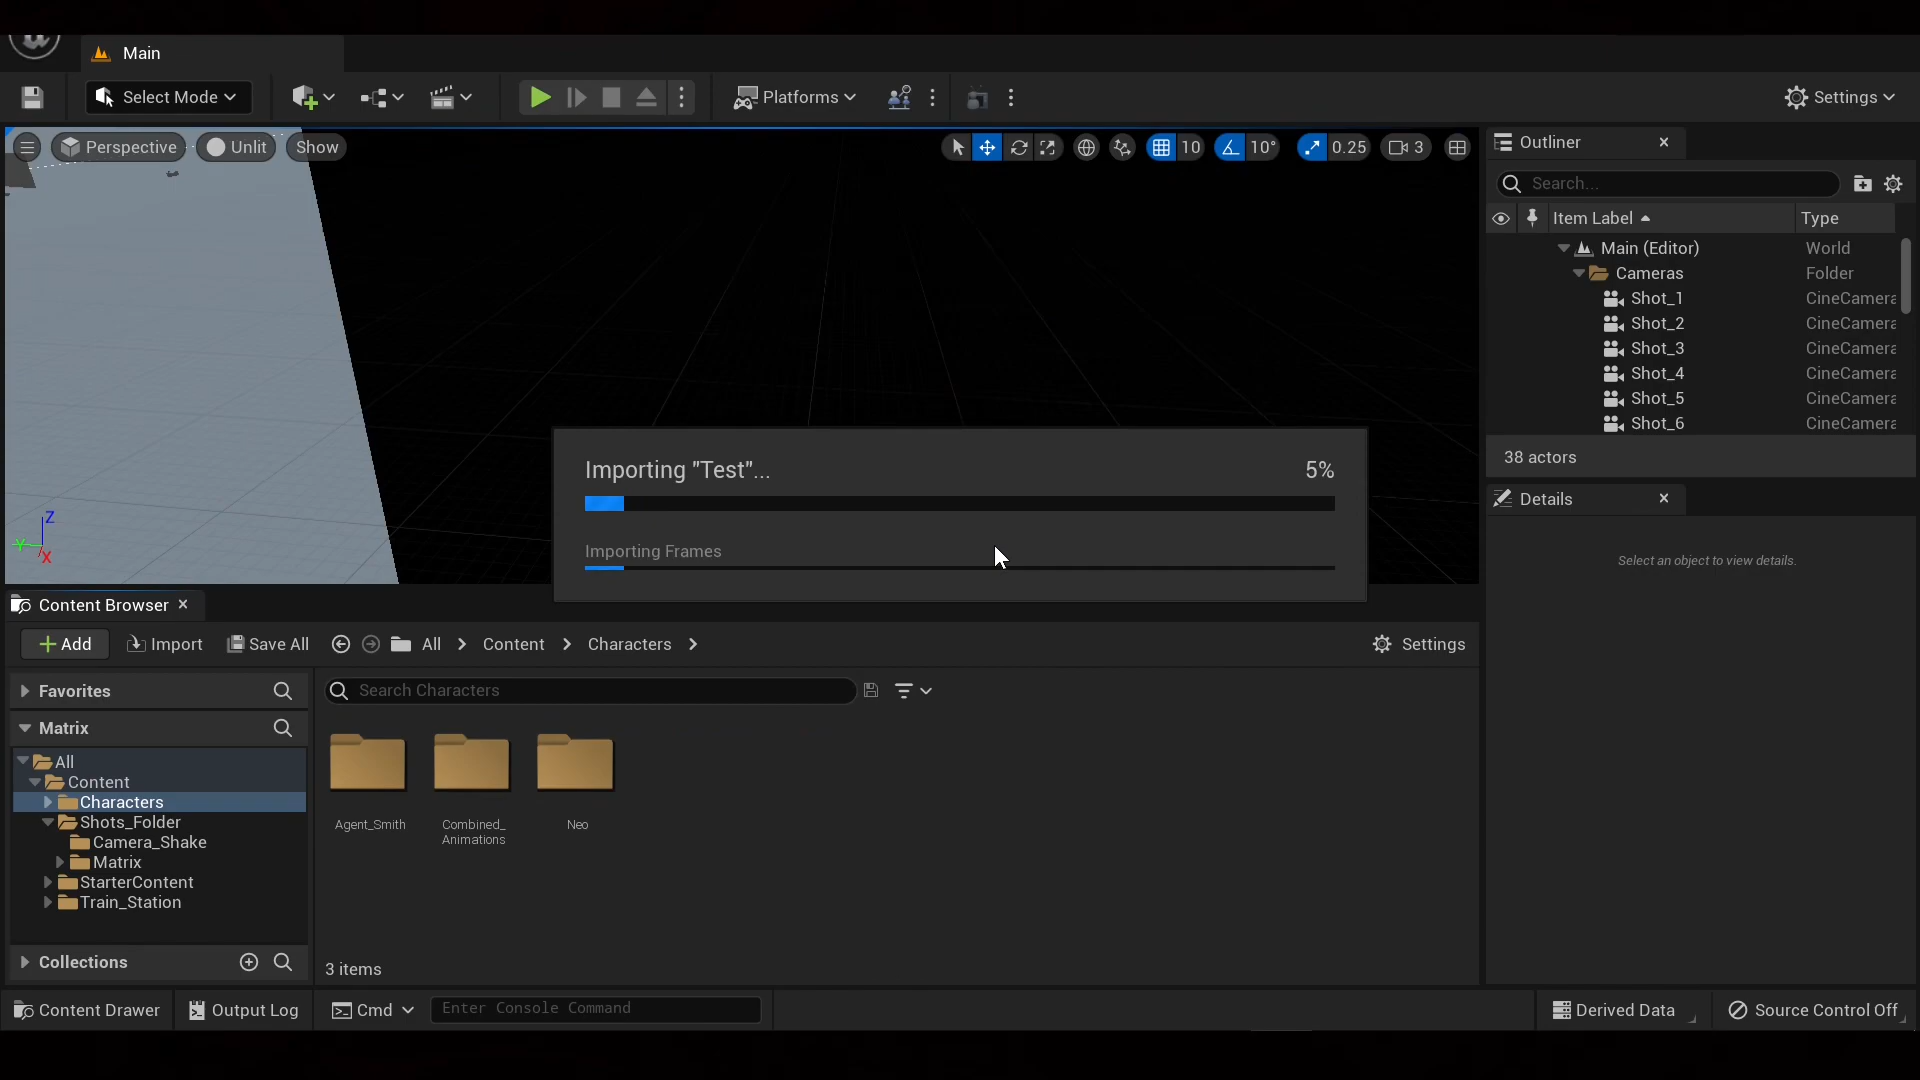 Main
Select Mode
Platforms
Settings
Perspective
Unlit
Show
10
10°
0.25
3
Outliner
Search...
Item Label
Type
Main (Editor)
World
Cameras
Folder
Shot_1
CineCamera
Shot_2
CineCamera
Shot_3
CineCamera
Shot_4
CineCamera
Shot_5
CineCamera
Shot_6
CineCamera
38 actors
Importing "Test"...
5%
Importing Frames
Z
Y
X
Details
Select an object to view details.
Content Browser
Add
Import
Save All
All
Content
Characters
Settings
Favorites
Search Characters
Matrix
All
Content
Characters
Shots_Folder
Camera_Shake
Matrix
StarterContent
Train_Station
Agent_Smith
Combined_
Animations
Neo
Collections
3 items
Content Drawer
Output Log
Cmd
Enter Console Command
Derived Data
Source Control Off